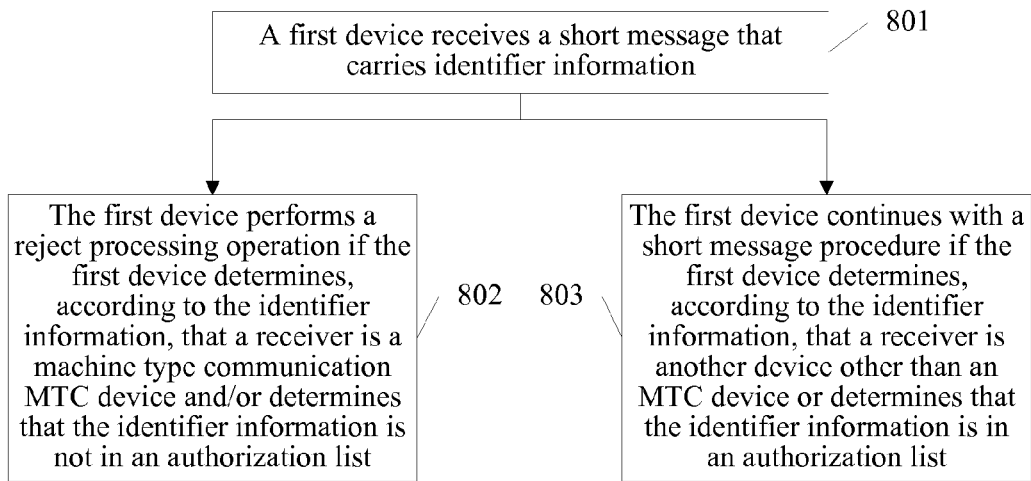 A first device receives a short message that
carries identifier information
801
The first device performs a
reject processing operation if the
first device determines,
according to the identifier
information, that a receiver is a
machine type communication
MTC device and/or determines
that the identifier information is
not in an authorization list
802
803
The first device continues with a
short message procedure if the
first device determines,
according to the identifier
information, that a receiver is
another device other than an
MTC device or determines that
the identifier information is in
an authorization list